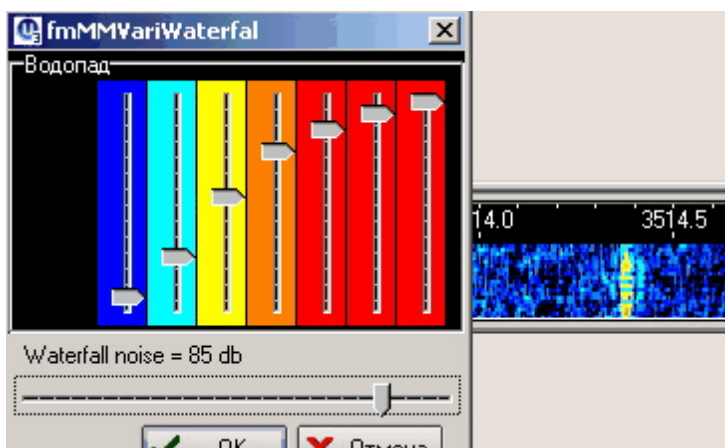 fmMMVariWaterfal
Водопад
14.0 3514.5
Waterfall noise = 85 db
OK Отмена